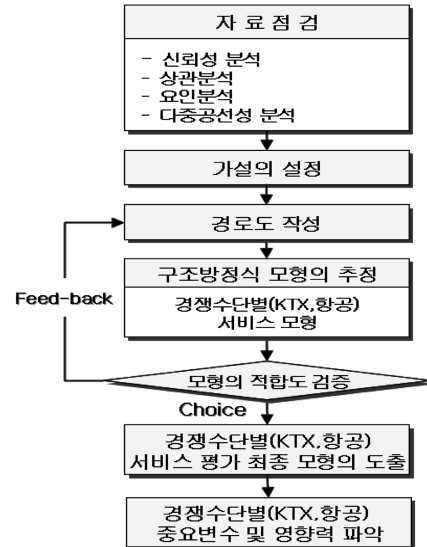 자료점검
- 신뢰성 분석
- 상관분석
- 요인분석
- 다중공선성 분석
가설의 설정
경로도 작성
구조방정식 모형의 추정
경쟁수단별(KTX,항공)
서비스 모형
Feed-back
모형의 적합도 검증
Choice
경쟁수단별(KTX,항공)
서비스 평가 최종 모형의 도출
경쟁수단별(KTX,항공)
중요변수 및 영향력 파악